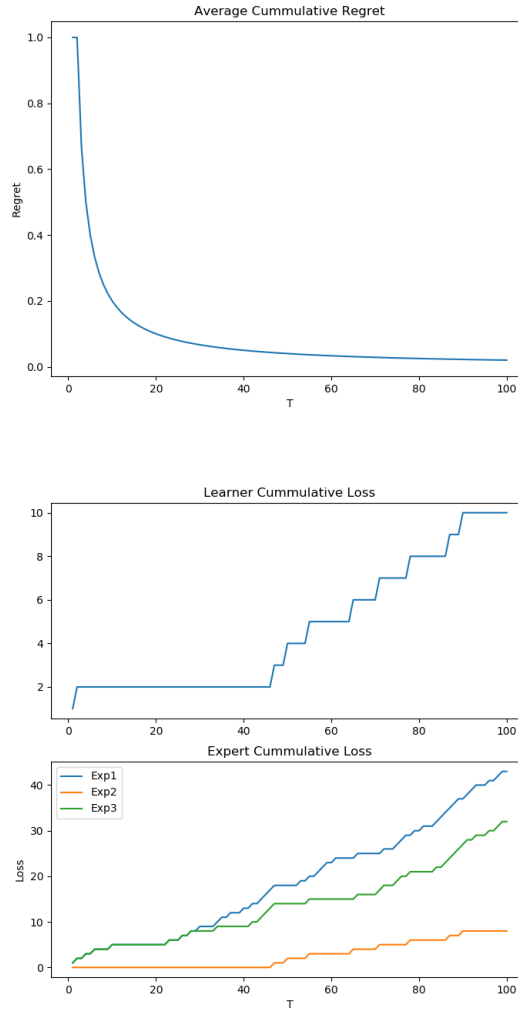 Average Cummulative Regret
1.0
0.8
0.6
0.4
0.2
0.0
Regret
0 20 40 60 80 100
T
Learner Cummulative Loss
10
8
6
4
2
0 20 40 60 80 100
Expert Cummulative Loss
Exp1
Exp2
Exp3
40
30
20
10
0
Loss
0 20 40 60 80 100
T